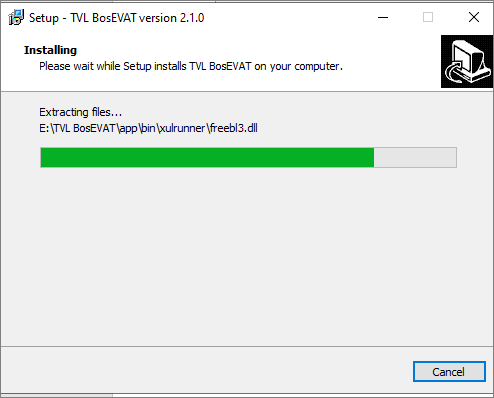 Setup - TVL BosEVAT version 2.1.0
Installing
Please wait while Setup installs TVL BosEVAT on your computer.
Extracting files...
E:\TVL BosEVAT\app\bin\xulrunner\freebl3.dll
Cancel